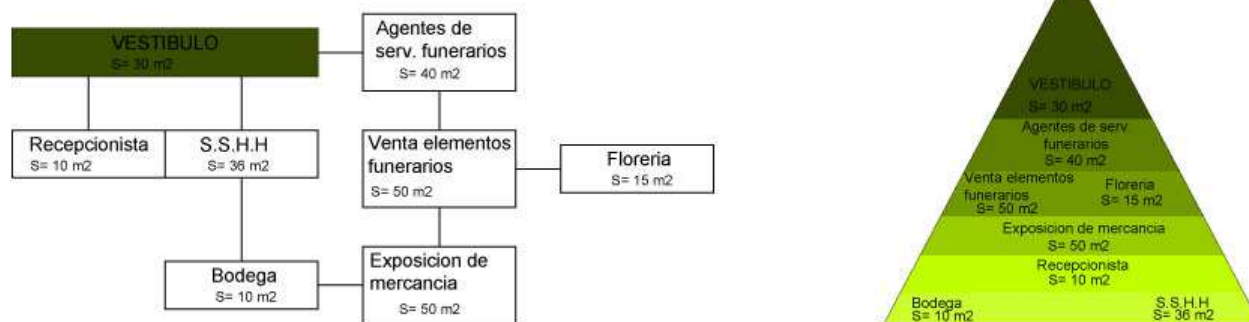 VESTIBULO
S= 30 m2
Agentes de
serv. funerarios
S= 40 m2
Recepcionista
S= 10 m2
S.S.H.H
S= 36 m2
Venta elementos
funerarios
S= 50 m2
Floreria
S= 15 m2
Bodega
S= 10 m2
Exposicion de
mercancia
S= 50 m2
VESTIBULO
S= 30 m2
Agentes de serv.
funerarios
S= 40 m2
Venta elementos
funerarios
S= 50 m2
Floreria
S= 15 m2
Exposicion de mercancia
S= 50 m2
Recepcionista
S= 10 m2
Bodega
S= 10 m2
S.S.H.H
S= 36 m2